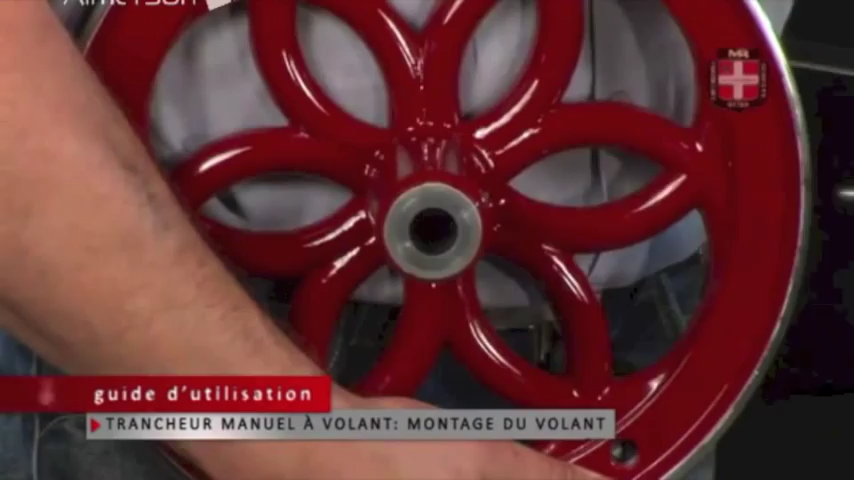 guide d'utilisation
TRANCHEUR MANUEL À VOLANT: MONTAGE DU VOLANT